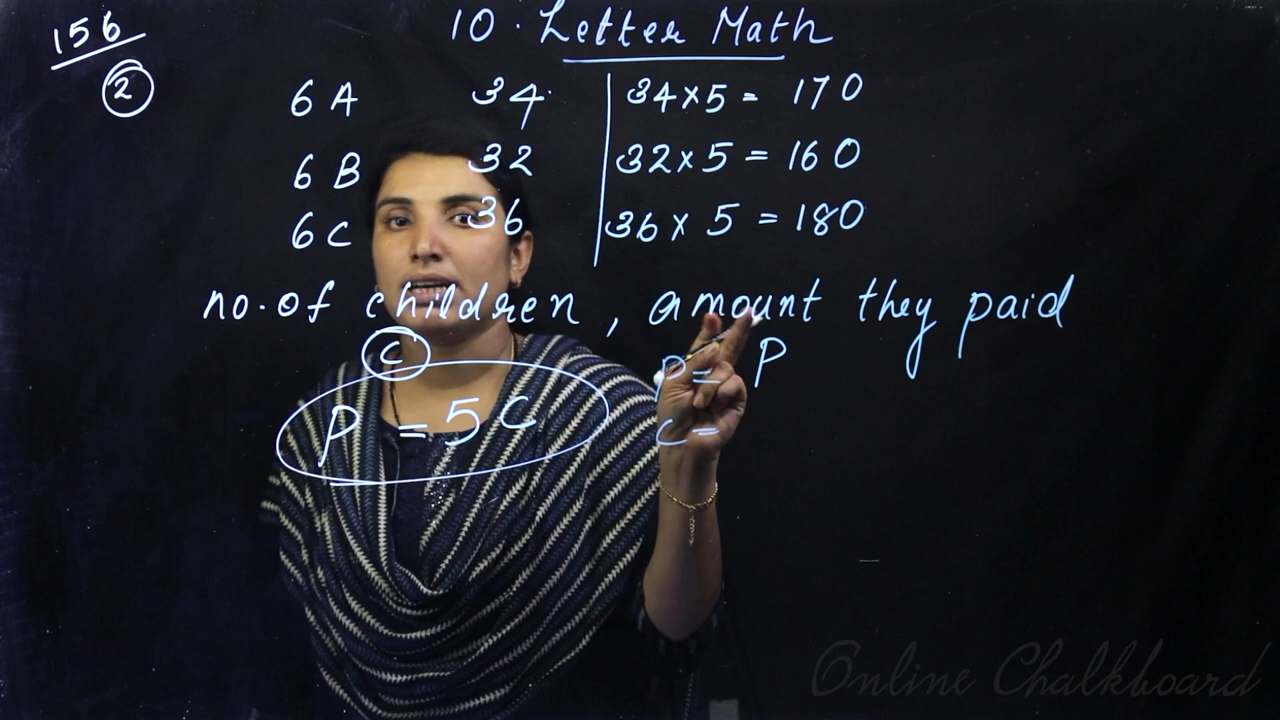 156
2
10. Letter Math
6 A 34 34×5 = 170
6 B 32 32×5 = 160
6 C 36 36×5 = 180
no. of children, amount they paid
C P= P
P = 5C C=
Online Chalkboard